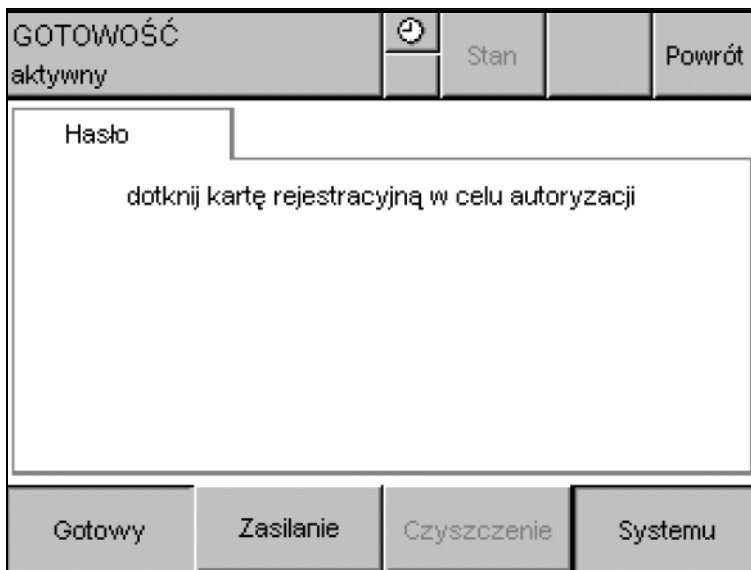 GOTOWOŚĆ
aktywny
Stan
Powrót
Hasło
dotknij kartę rejestracyjną w celu autoryzacji
Gotowy
Zasilanie
Czyszczenie
Systemu